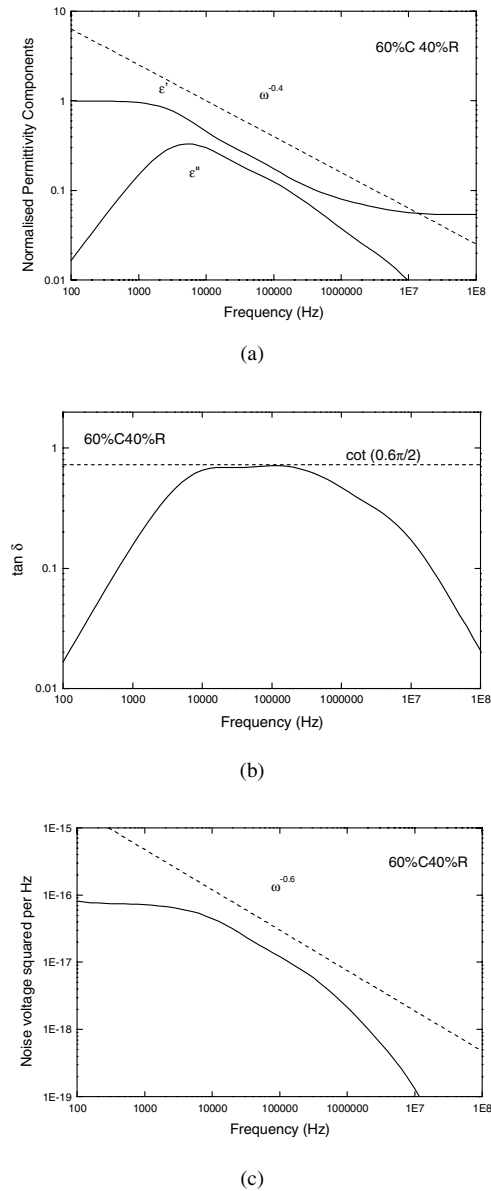 10
1
0.1
0.01
Normalised Permittivity Components
60%C 40%R
ε'
ω^-0.4
ε"
100 1000 10000 100000 1000000 1E7 1E8
Frequency (Hz)
(a)
1
0.1
0.01
tan δ
60%C40%R
cot (0.6π/2)
100 1000 10000 100000 1000000 1E7 1E8
Frequency (Hz)
(b)
1E-15
1E-16
1E-17
1E-18
1E-19
Noise voltage squared per Hz
60%C40%R
ω^-0.6
100 1000 10000 100000 1000000 1E7 1E8
Frequency (Hz)
(c)